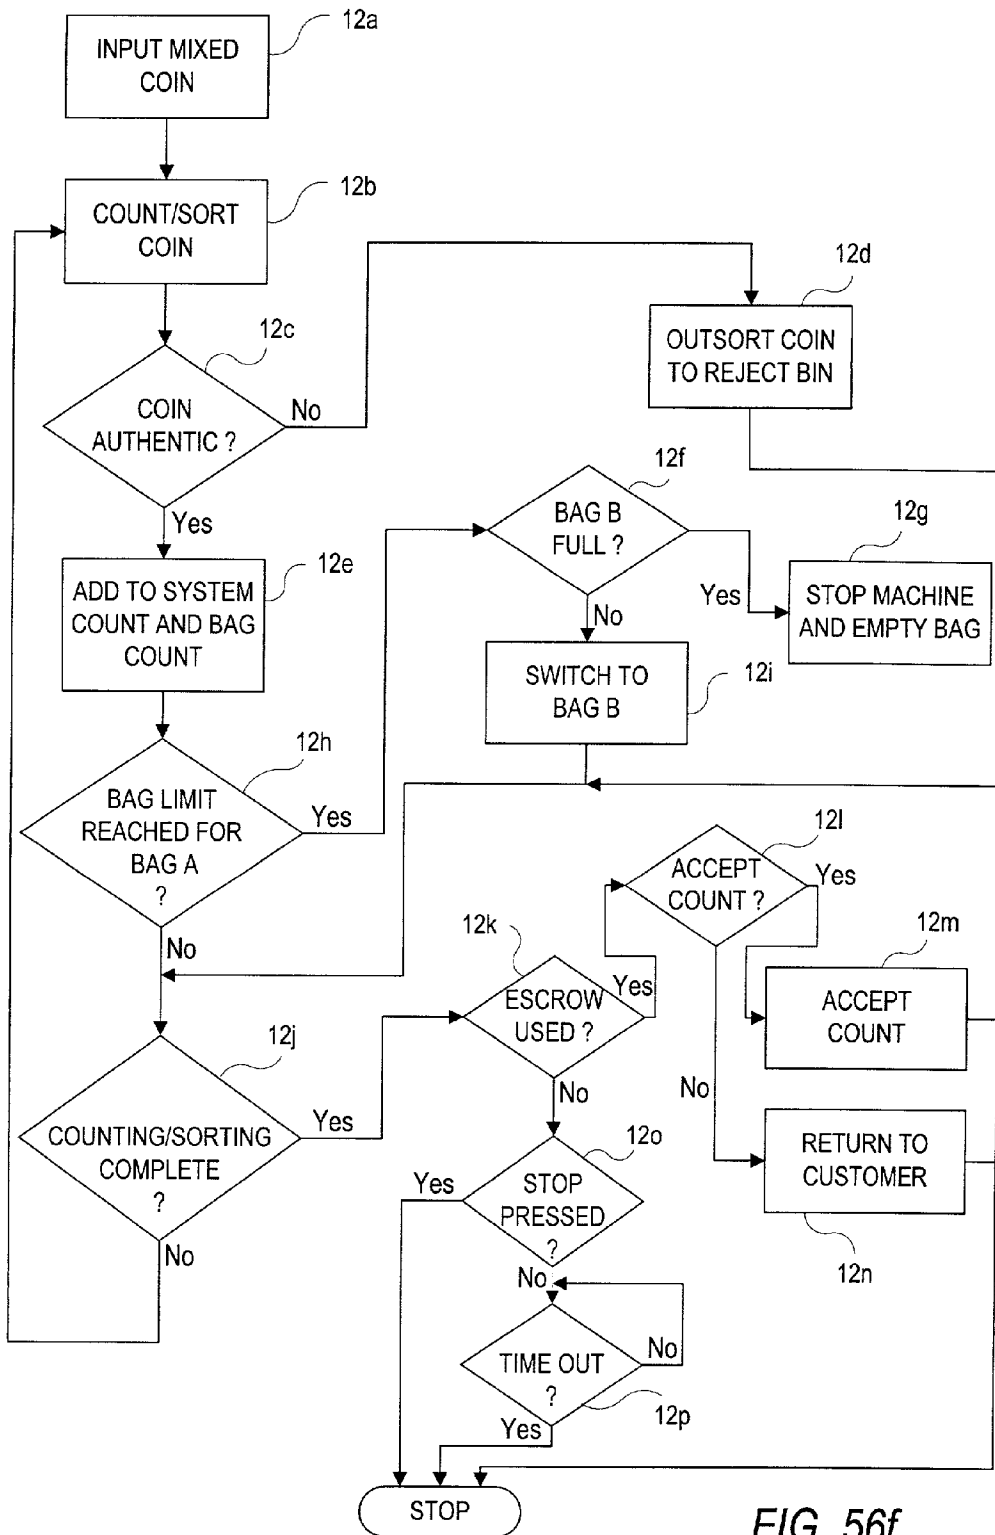 INPUT MIXED
COIN
12a
COUNT/SORT
COIN
12b
COIN
AUTHENTIC ?
12c
No
Yes
OUTSORT COIN
TO REJECT BIN
12d
ADD TO SYSTEM
COUNT AND BAG
COUNT
12e
BAG B
FULL ?
12f
Yes
No
STOP MACHINE
AND EMPTY BAG
12g
SWITCH TO
BAG B
12i
BAG LIMIT
REACHED FOR
BAG A
?
12h
Yes
No
COUNTING/SORTING
COMPLETE
?
12j
Yes
No
ESCROW
USED ?
12k
Yes
No
ACCEPT
COUNT ?
12l
Yes
No
ACCEPT
COUNT
12m
RETURN TO
CUSTOMER
12n
STOP
PRESSED
?
12o
Yes
No
TIME OUT
?
12p
No
Yes
STOP
FIG. 56f